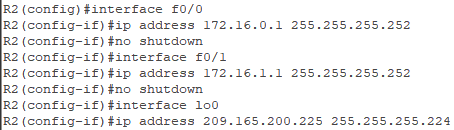 R2(config)#interface f0/0
R2(config-if)#ip address 172.16.0.1 255.255.255.252
R2(config-if)#no shutdown
R2(config-if)#interface f0/1
R2(config-if)#ip address 172.16.1.1 255.255.255.252
R2(config-if)#no shutdown
R2(config-if)#interface lo0
R2(config-if)#ip address 209.165.200.225 255.255.255.224